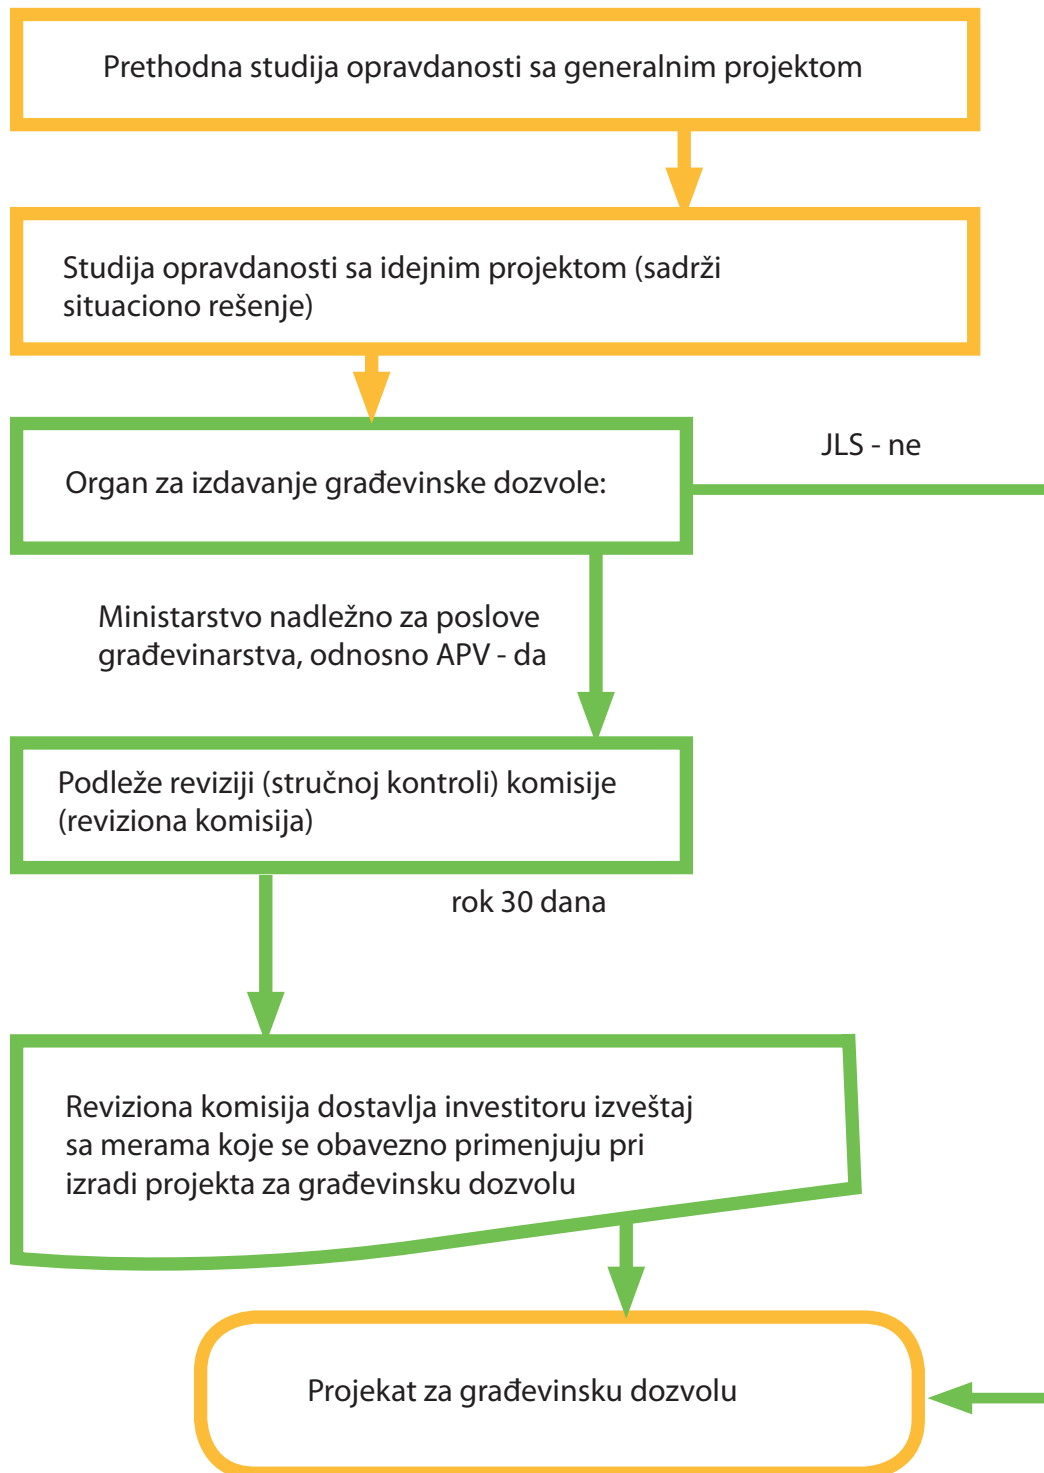 Prethodna studija opravdanosti sa generalnim projektom
Studija opravdanosti sa idejnim projektom (sadrži
situaciono rešenje)
JLS - ne
Organ za izdavanje građevinske dozvole:
Ministarstvo nadležno za poslove
građevinarstva, odnosno APV - da
Podleže reviziji (stručnoj kontroli) komisije
(reviziona komisija)
rok 30 dana
Reviziona komisija dostavlja investitoru izveštaj
sa merama koje se obavezno primenjuju pri
izradi projekta za građevinsku dozvolu
Projekat za građevinsku dozvolu